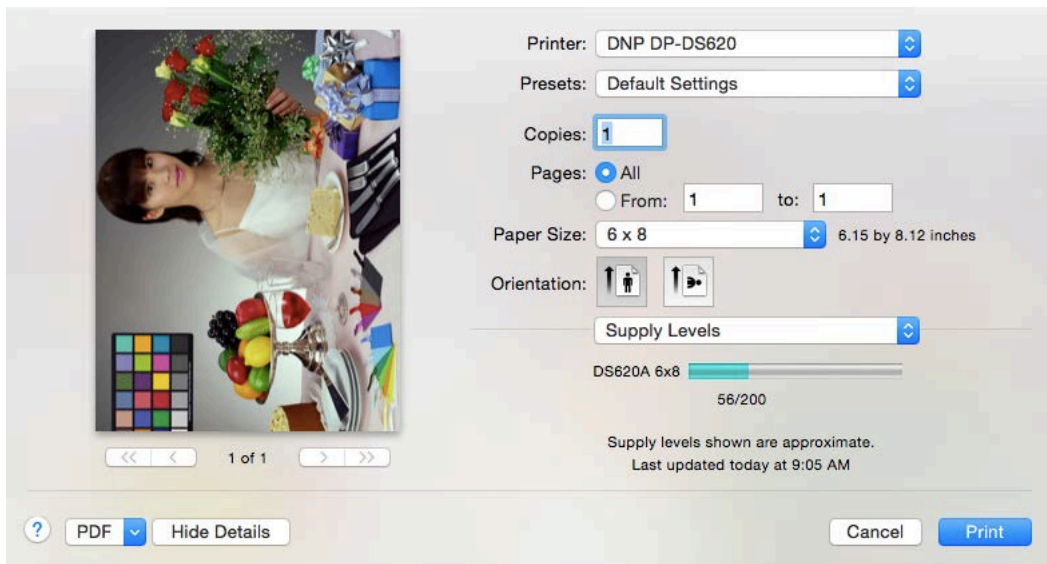 Printer: DNP DP-DS620
Presets: Default Settings
Copies: 1
Pages: All
From: 1 to: 1
Paper Size: 6 x 8 6.15 by 8.12 inches
Orientation:
Supply Levels
DS620A 6x8
56/200
Supply levels shown are approximate.
Last updated today at 9:05 AM
<< < 1 of 1 > >>
? PDF Hide Details Cancel Print